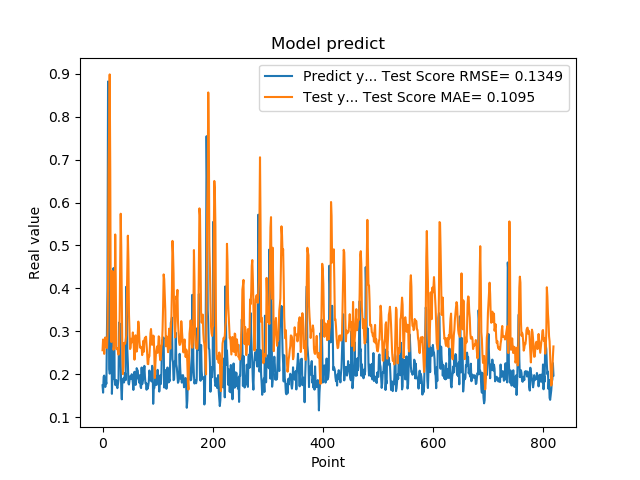 Model predict
Predict y... Test Score RMSE= 0.1349
Test y... Test Score MAE= 0.1095
Real value
0.9
0.8
0.7
0.6
0.5
0.4
0.3
0.2
0.1
0 200 400 600 800
Point